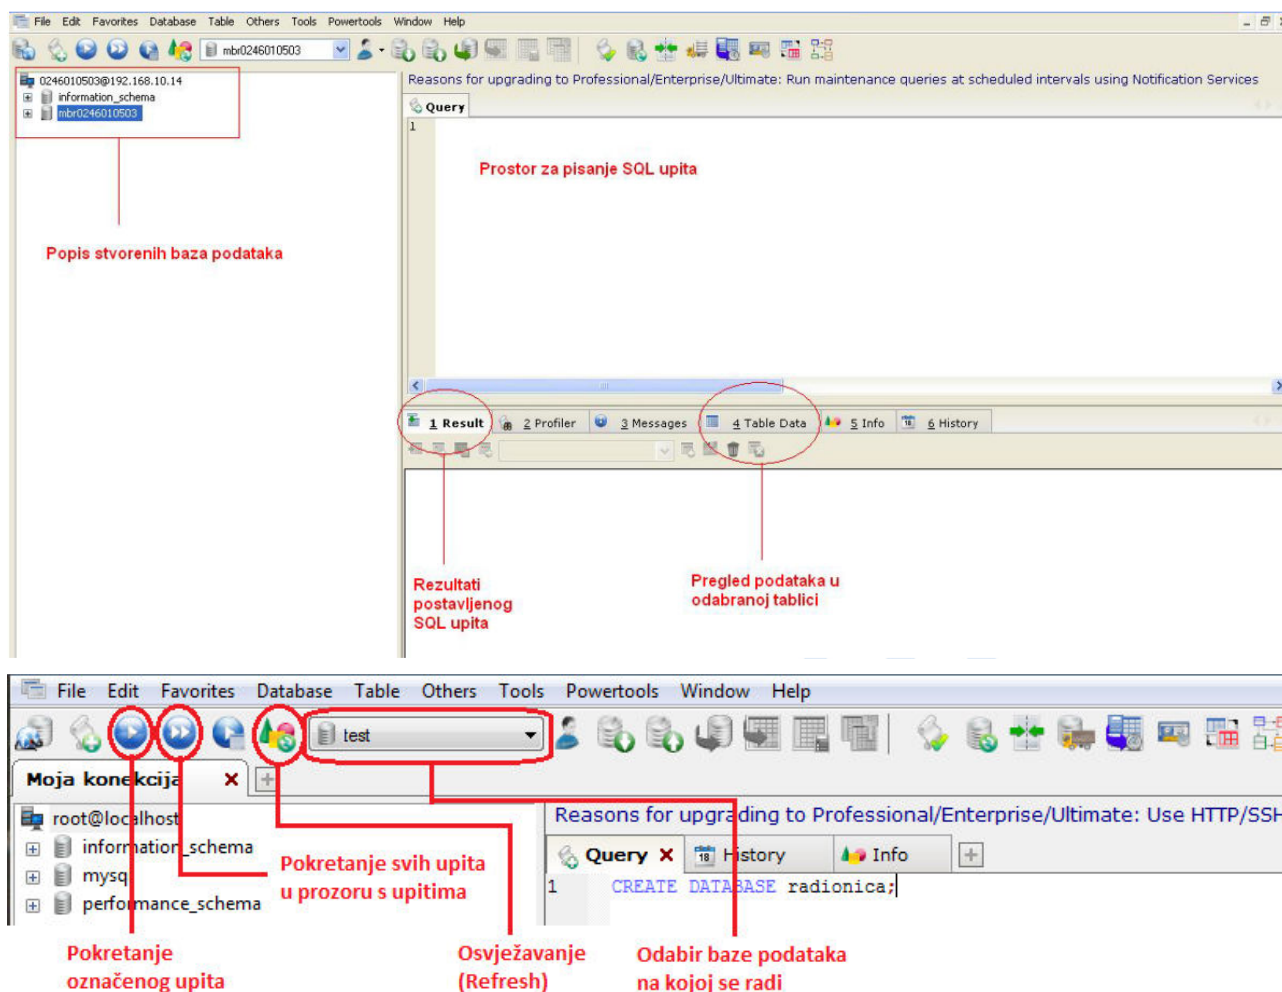 File Edit Favorites Database Table Others Tools Powertools Window Help
mbr0246010503
0246010503@192.168.10.14
information_schema
mbr0246010503
Reasons for upgrading to Professional/Enterprise/Ultimate: Run maintenance queries at scheduled intervals using Notification Services
Query
1
Prostor za pisanje SQL upita
Popis stvorenih baza podataka
1 Result 2 Profiler 3 Messages 4 Table Data 5 Info 6 History
Rezultati
postavljenog
SQL upita
Pregled podataka u
odabranoj tablici
File Edit Favorites Database Table Others Tools Powertools Window Help
test
Moja konekcija
root@localhost
information_schema
mysql
performance_schema
Reasons for upgrading to Professional/Enterprise/Ultimate: Use HTTP/SSH
Query History Info
1 CREATE DATABASE radionica;
Pokretanje svih upita
u prozoru s upitima
Pokretanje
označenog upita
Osvježavanje
(Refresh)
Odabir baze podataka
na kojoj se radi